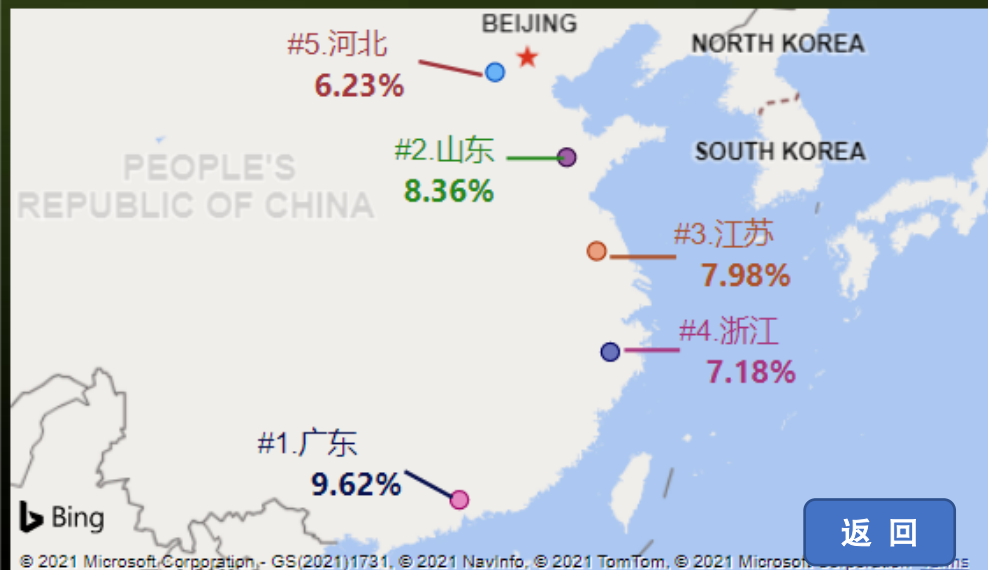 BEIJING
#5.河北
6.23%
NORTH KOREA
#2.山东
8.36%
SOUTH KOREA
PEOPLE'S
REPUBLIC OF CHINA
#3.江苏
7.98%
#4.浙江
7.18%
#1.广东
9.62%
Bing
返 回
© 2021 Microsoft Corporation - GS(2021)1731, © 2021 NavInfo, © 2021 TomTom, © 2021 Microsoft Corporation Terms